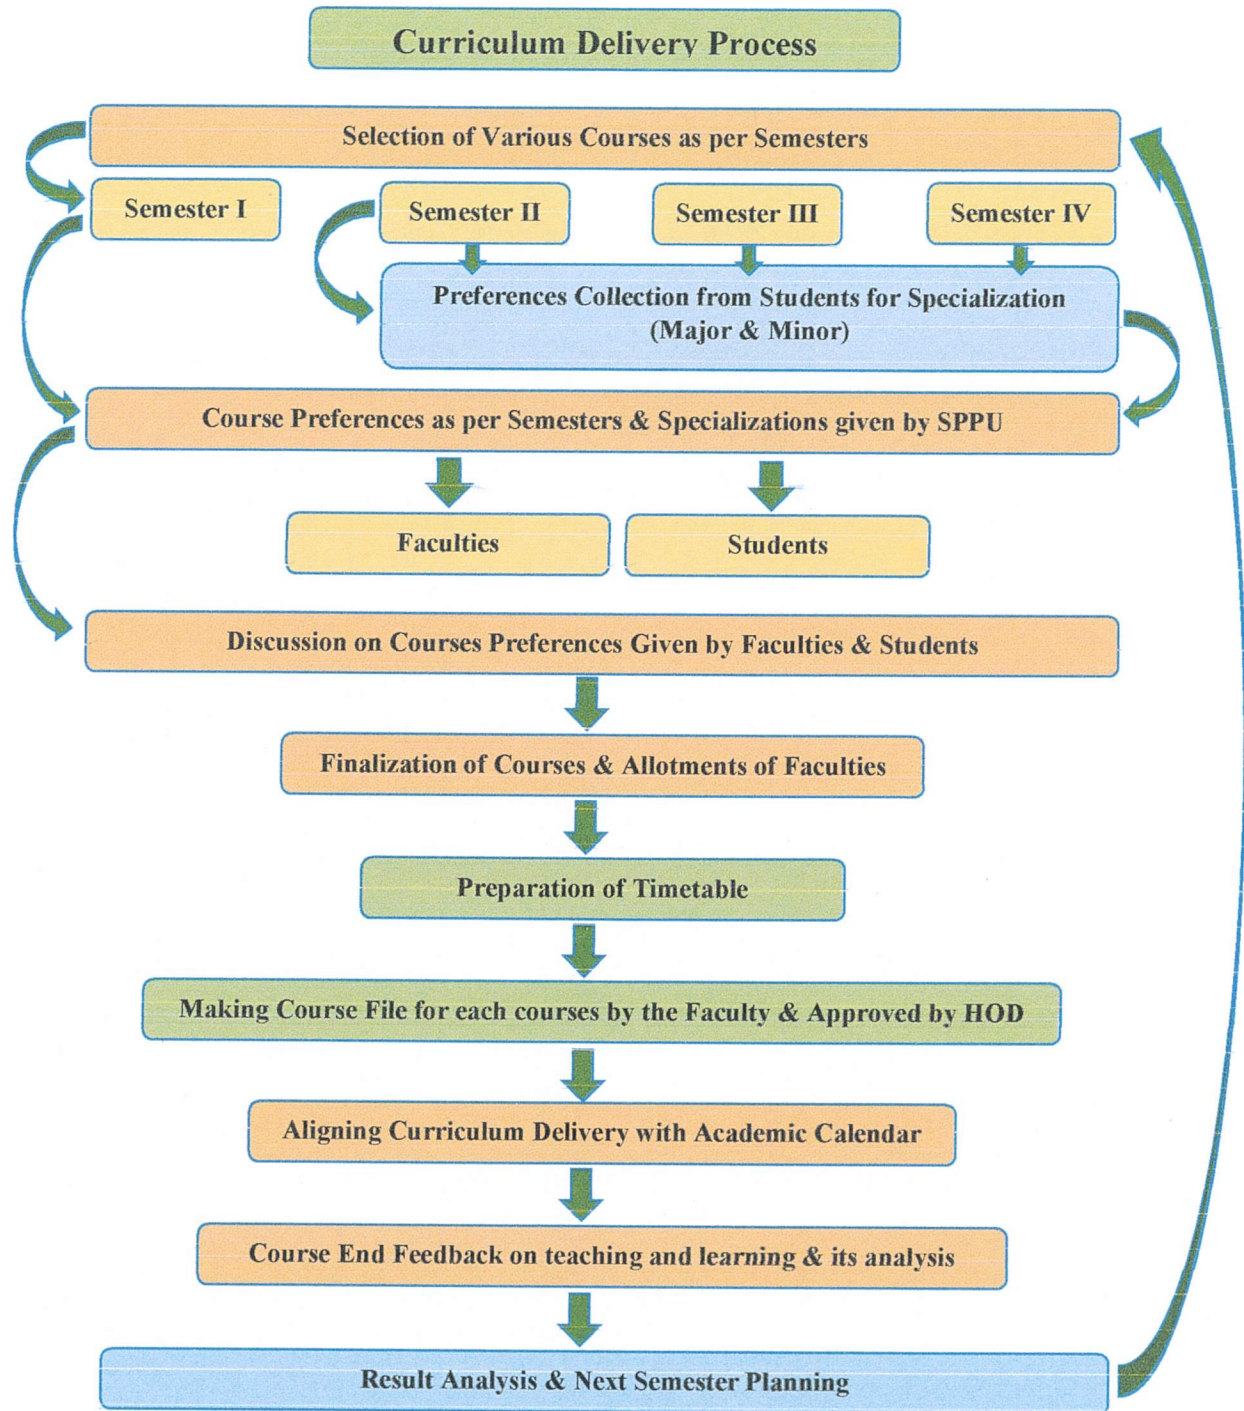 Curriculum Delivery Process
Selection of Various Courses as per Semesters
Semester I
Semester II
Semester III
Semester IV
Preferences Collection from Students for Specialization
(Major & Minor)
Course Preferences as per Semesters & Specializations given by SPPU
Faculties
Students
Discussion on Courses Preferences Given by Faculties & Students
Finalization of Courses & Allotments of Faculties
Preparation of Timetable
Making Course File for each courses by the Faculty & Approved by HOD
Aligning Curriculum Delivery with Academic Calendar
Course End Feedback on teaching and learning & its analysis
Result Analysis & Next Semester Planning